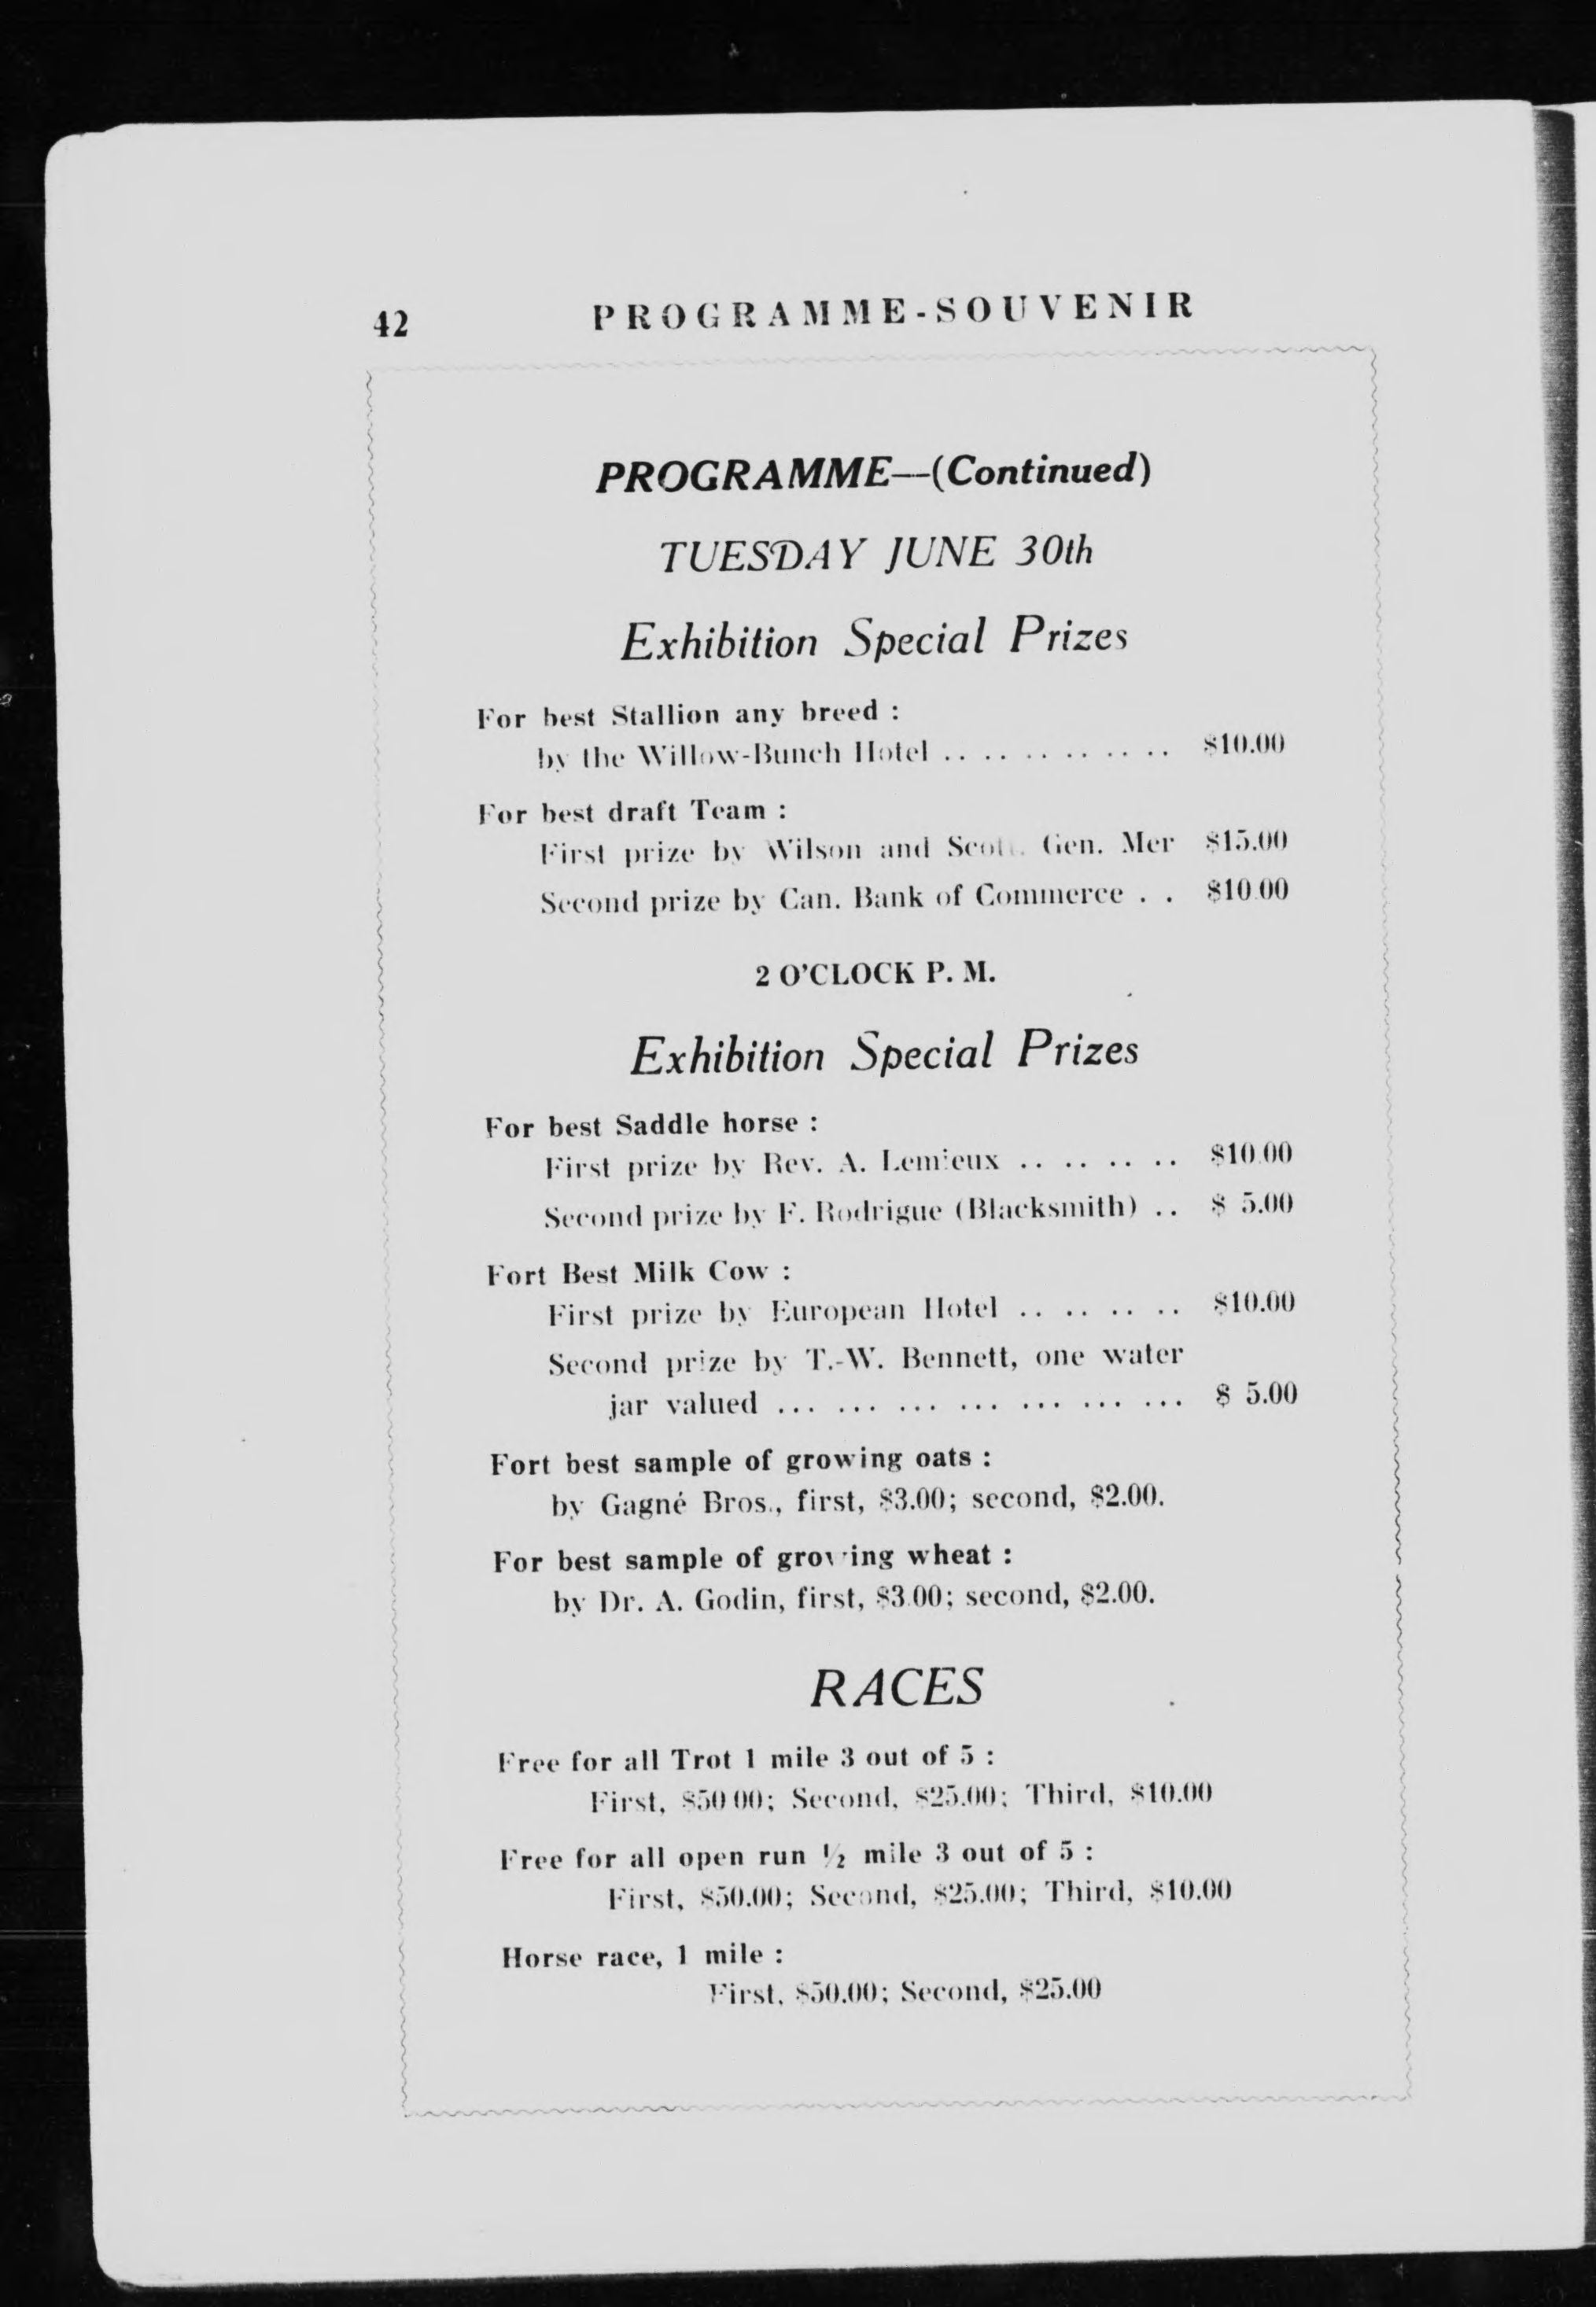 42 PROGRAMME-SOUVENIR
PROGRAMME—(Continued)
TUESDAY JUNE 30th
Exhibition Special Prizes
For best Stallion any breed :
by the Willow-Bunch Hotel .. .. .. .. .. .. $10.00
For best draft Team :
First prize by Wilson and Scott. Gen. Mer $15.00
Second prize by Can. Bank of Commerce . . $10.00
2 O'CLOCK P. M.
Exhibition Special Prizes
For best Saddle horse :
First prize by Rev. A. Lemieux .. .. .. .. $10.00
Second prize by F. Rodrigue (Blacksmith) .. $ 5.00
Fort Best Milk Cow :
First prize by European Hotel .. .. .. .. $10.00
Second prize by T.-W. Bennett, one water
jar valued ... ... ... ... ... ... ... $ 5.00
Fort best sample of growing oats :
by Gagné Bros., first, $3.00; second, $2.00.
For best sample of growing wheat :
by Dr. A. Godin, first, $3.00; second, $2.00.
RACES
Free for all Trot 1 mile 3 out of 5 :
First, $50.00; Second, $25.00; Third, $10.00
Free for all open run ½ mile 3 out of 5 :
First, $50.00; Second, $25.00; Third, $10.00
Horse race, 1 mile :
First, $50.00; Second, $25.00